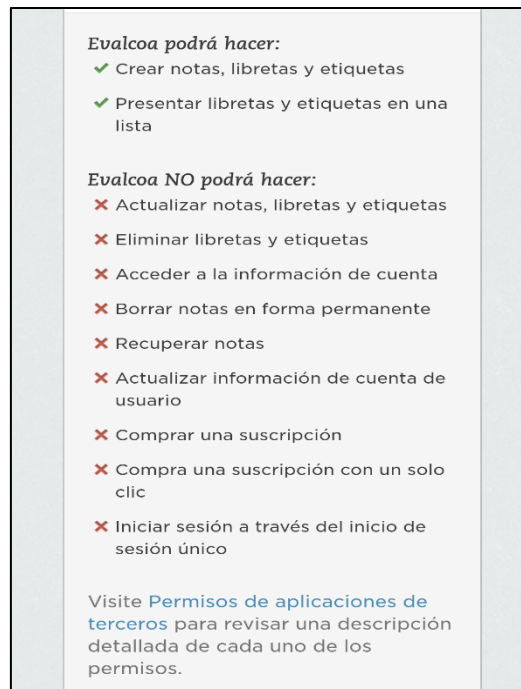 Evalcoa podrá hacer:
✔ Crear notas, libretas y etiquetas
✔ Presentar libretas y etiquetas en una
lista
Evalcoa NO podrá hacer:
✖ Actualizar notas, libretas y etiquetas
✖ Eliminar libretas y etiquetas
✖ Acceder a la información de cuenta
✖ Borrar notas en forma permanente
✖ Recuperar notas
✖ Actualizar información de cuenta de
usuario
✖ Comprar una suscripción
✖ Compra una suscripción con un solo
clic
✖ Iniciar sesión a través del inicio de
sesión único
Visite Permisos de aplicaciones de
terceros para revisar una descripción
detallada de cada uno de los
permisos.